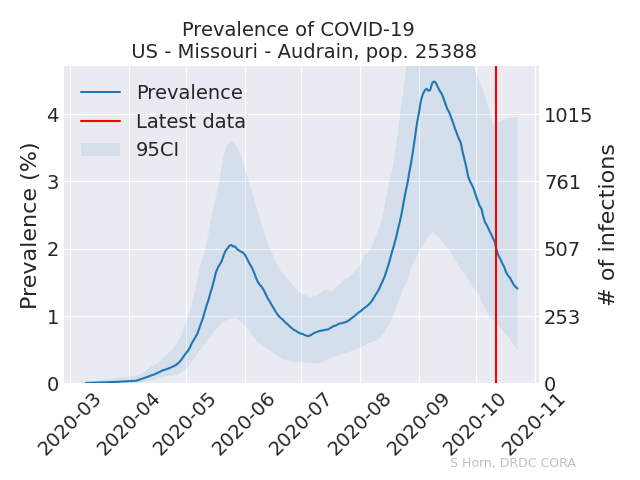 Prevalence of COVID-19
US - Missouri - Audrain, pop. 25388
Prevalence
Latest data
95CI
Prevalence (%)
4
3
2
1
0
1015
761
507
253
0
# of infections
2020-03
2020-04
2020-05
2020-06
2020-07
2020-08
2020-09
2020-10
2020-11
S Horn, DRDC CORA